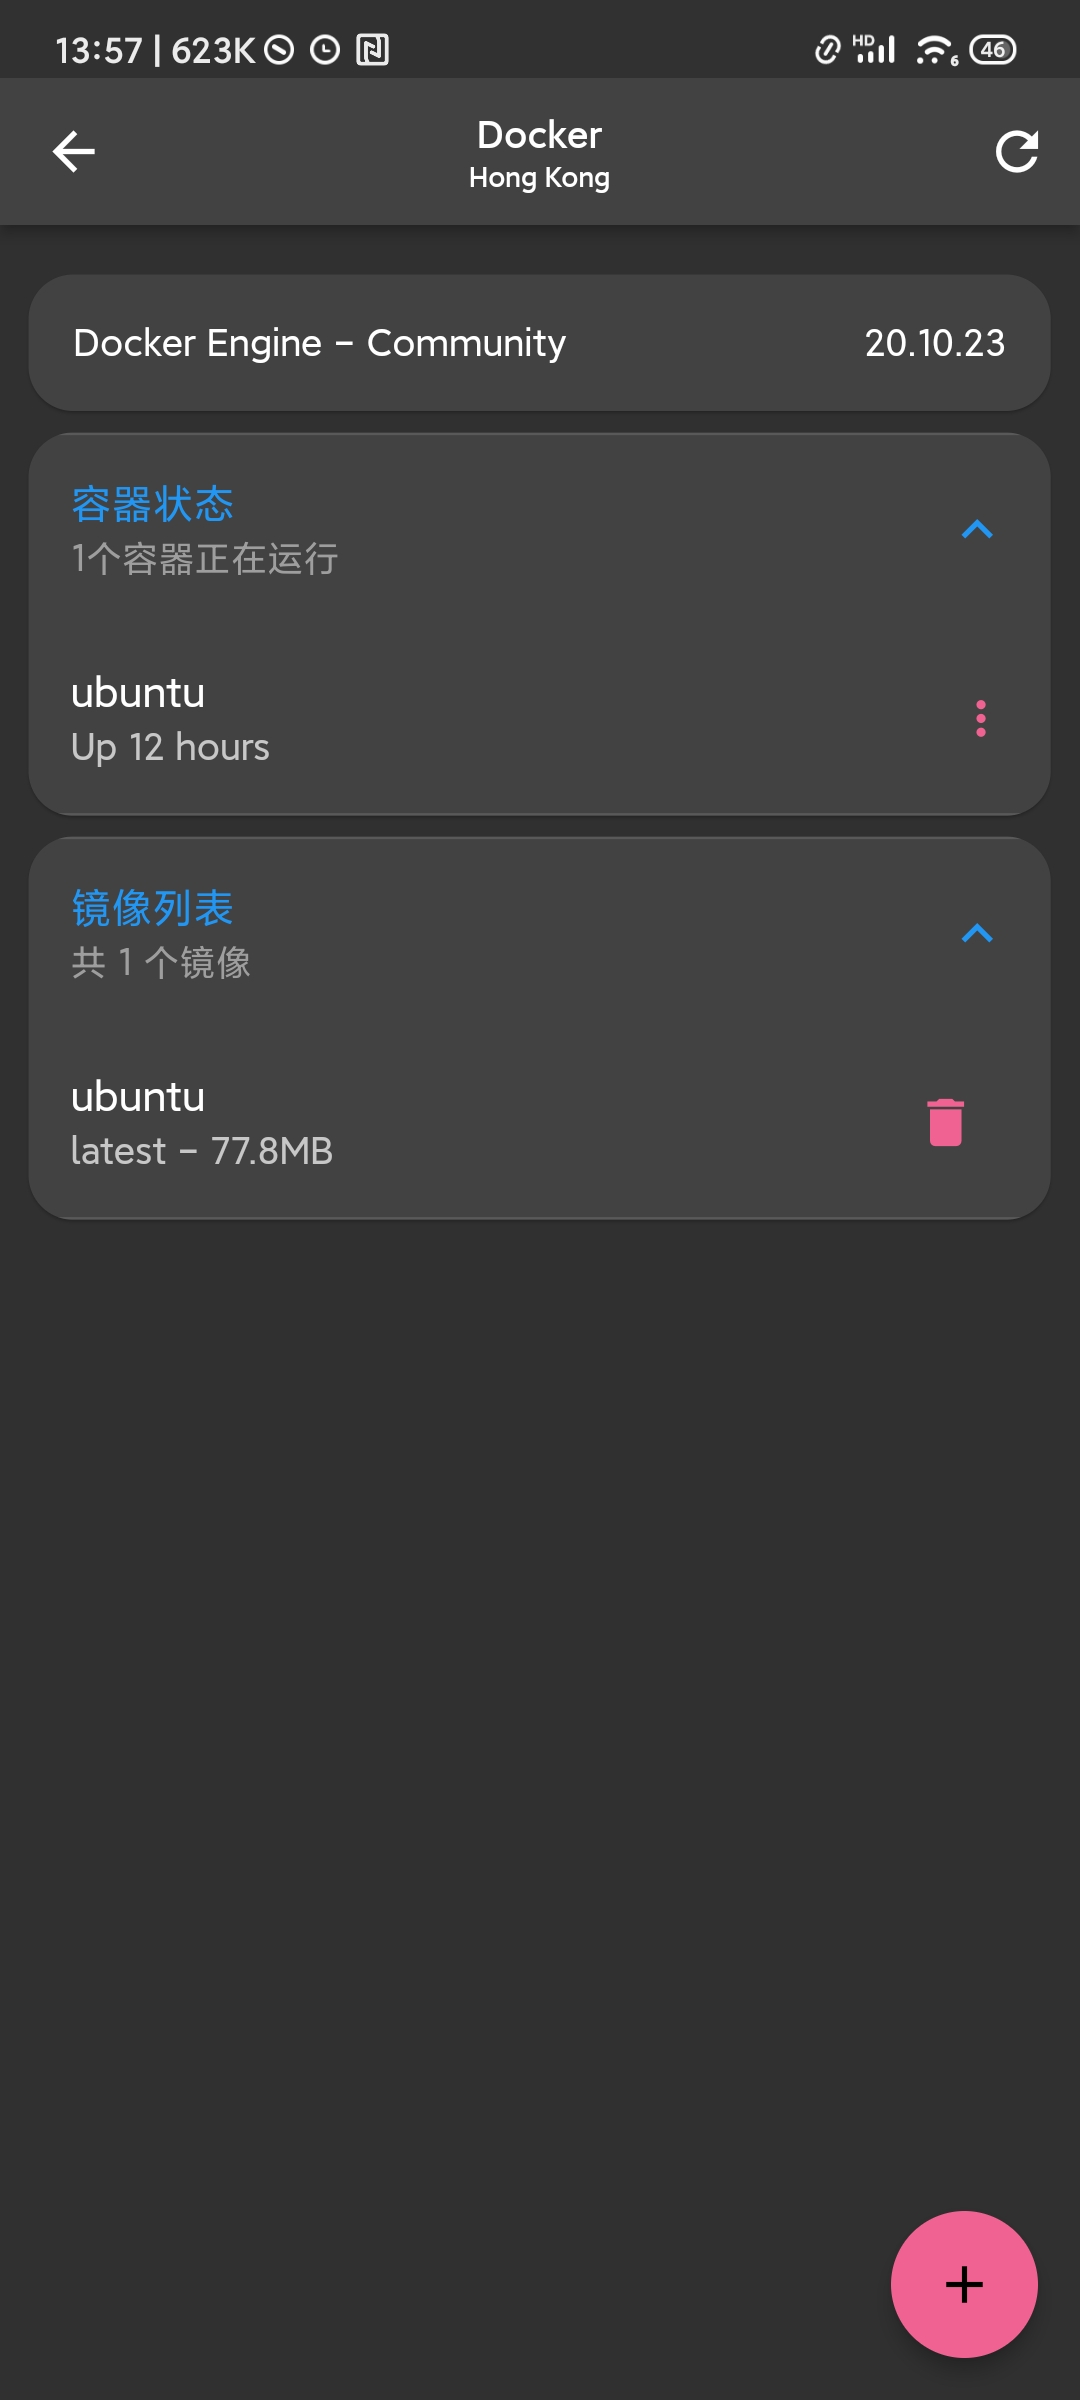 13:57 | 623K
HD
6
46
Docker
Hong Kong
Docker Engine - Community
20.10.23
容器状态
1个容器正在运行
ubuntu
Up 12 hours
镜像列表
共 1 个镜像
ubuntu
latest - 77.8MB